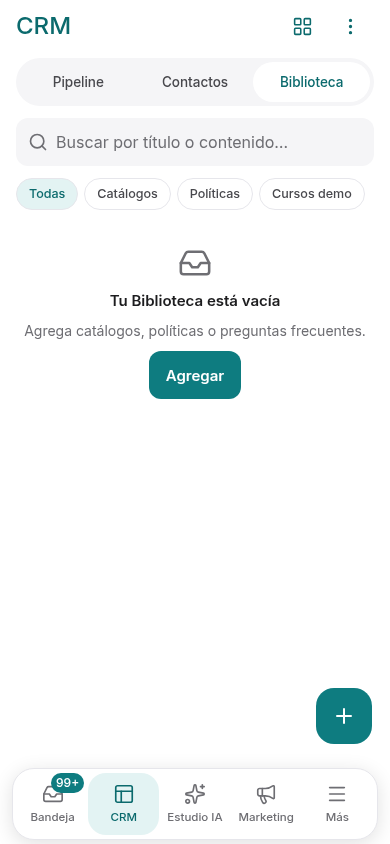 CRM
Pipeline
Contactos
Biblioteca
Buscar por título o contenido...
Todas
Catálogos
Políticas
Cursos demo
Tu Biblioteca está vacía
Agrega catálogos, políticas o preguntas frecuentes.
Agregar
99+
Bandeja
CRM
Estudio IA
Marketing
Más